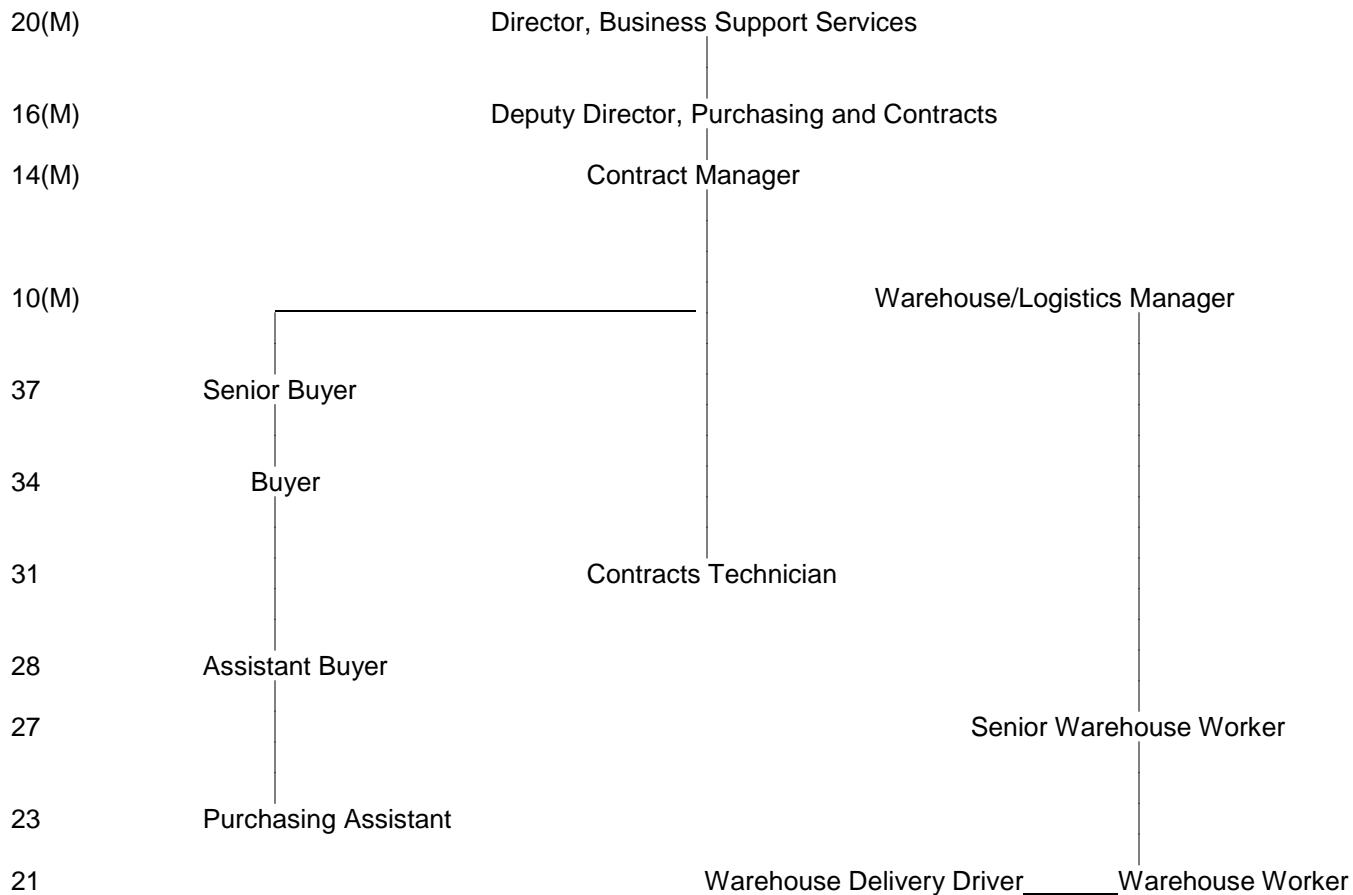 20(M) Director, Business Support Services
16(M) Deputy Director, Purchasing and Contracts
14(M) Contract Manager
10(M) Warehouse/Logistics Manager
37 Senior Buyer
34 Buyer
31 Contracts Technician
28 Assistant Buyer
27 Senior Warehouse Worker
23 Purchasing Assistant
21 Warehouse Delivery Driver Warehouse Worker